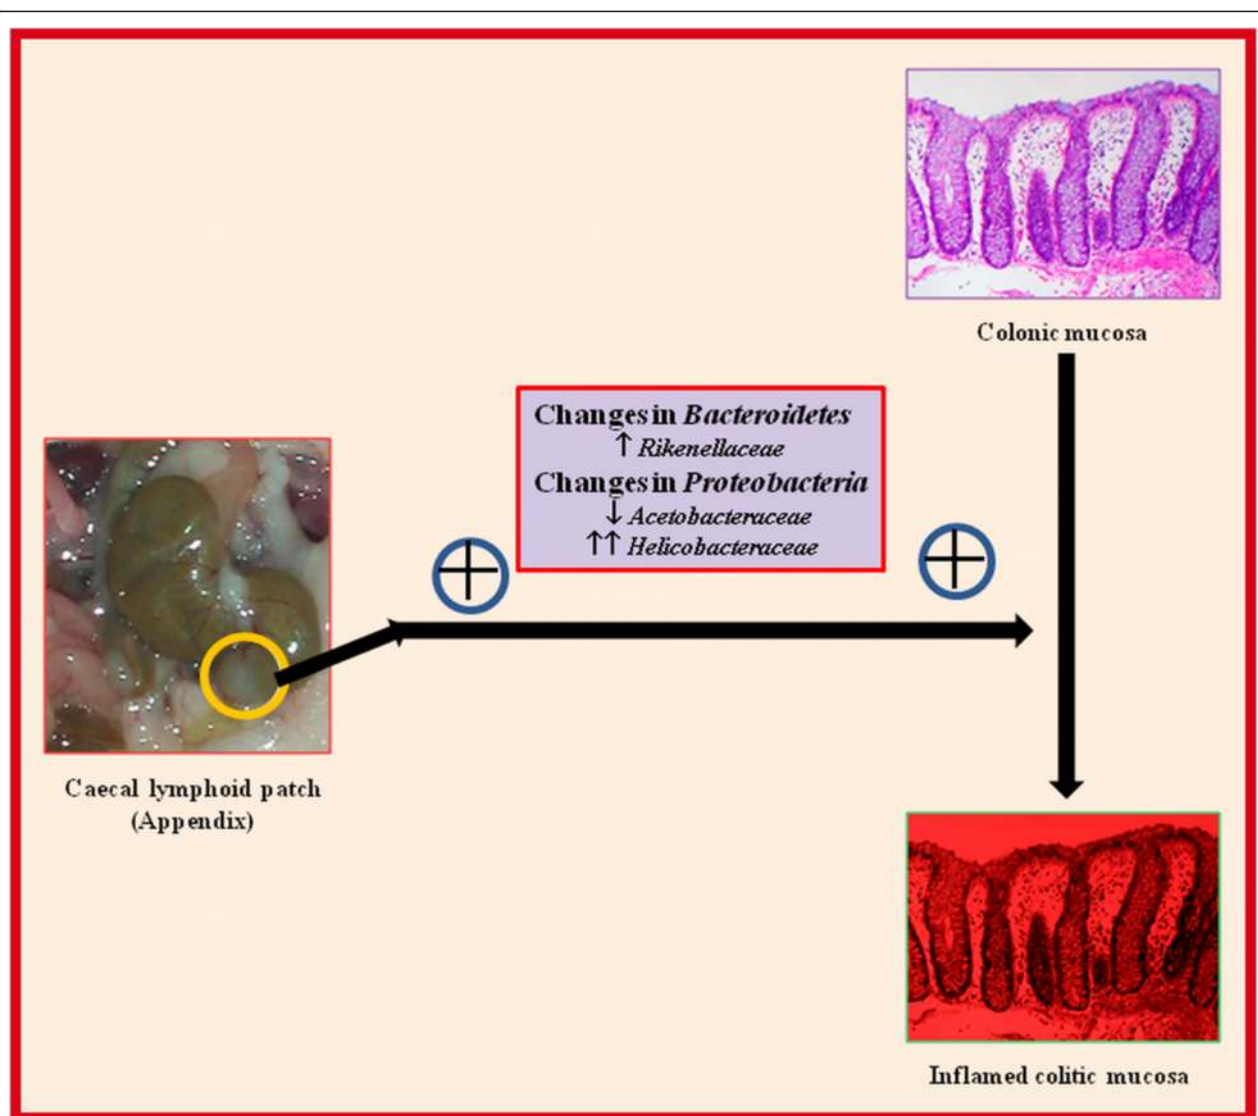 Colonic mucosa
Changes in Bacteroidetes
↑ Rikenellaceae
Changes in Proteobacteria
↓ Acetobacteraceae
↑↑ Helicobacteraceae
Caecal lymphoid patch
(Appendix)
Inflamed colitic mucosa